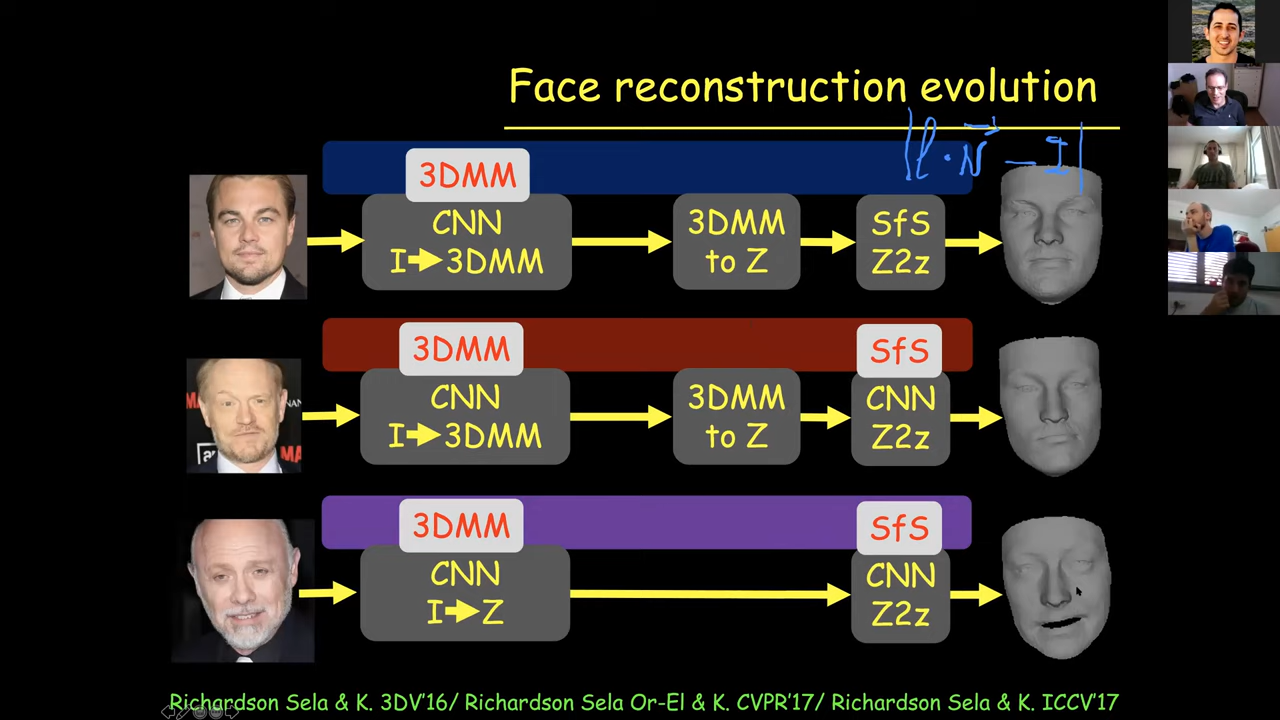 Face reconstruction evolution
|l · N − I|
3DMM
CNN
I→3DMM
3DMM
to Z
SfS
Z2z
3DMM
SfS
CNN
I→3DMM
3DMM
to Z
CNN
Z2z
3DMM
SfS
CNN
I→Z
CNN
Z2z
Richardson Sela & K. 3DV'16/ Richardson Sela Or-El & K. CVPR'17/ Richardson Sela & K. ICCV'17